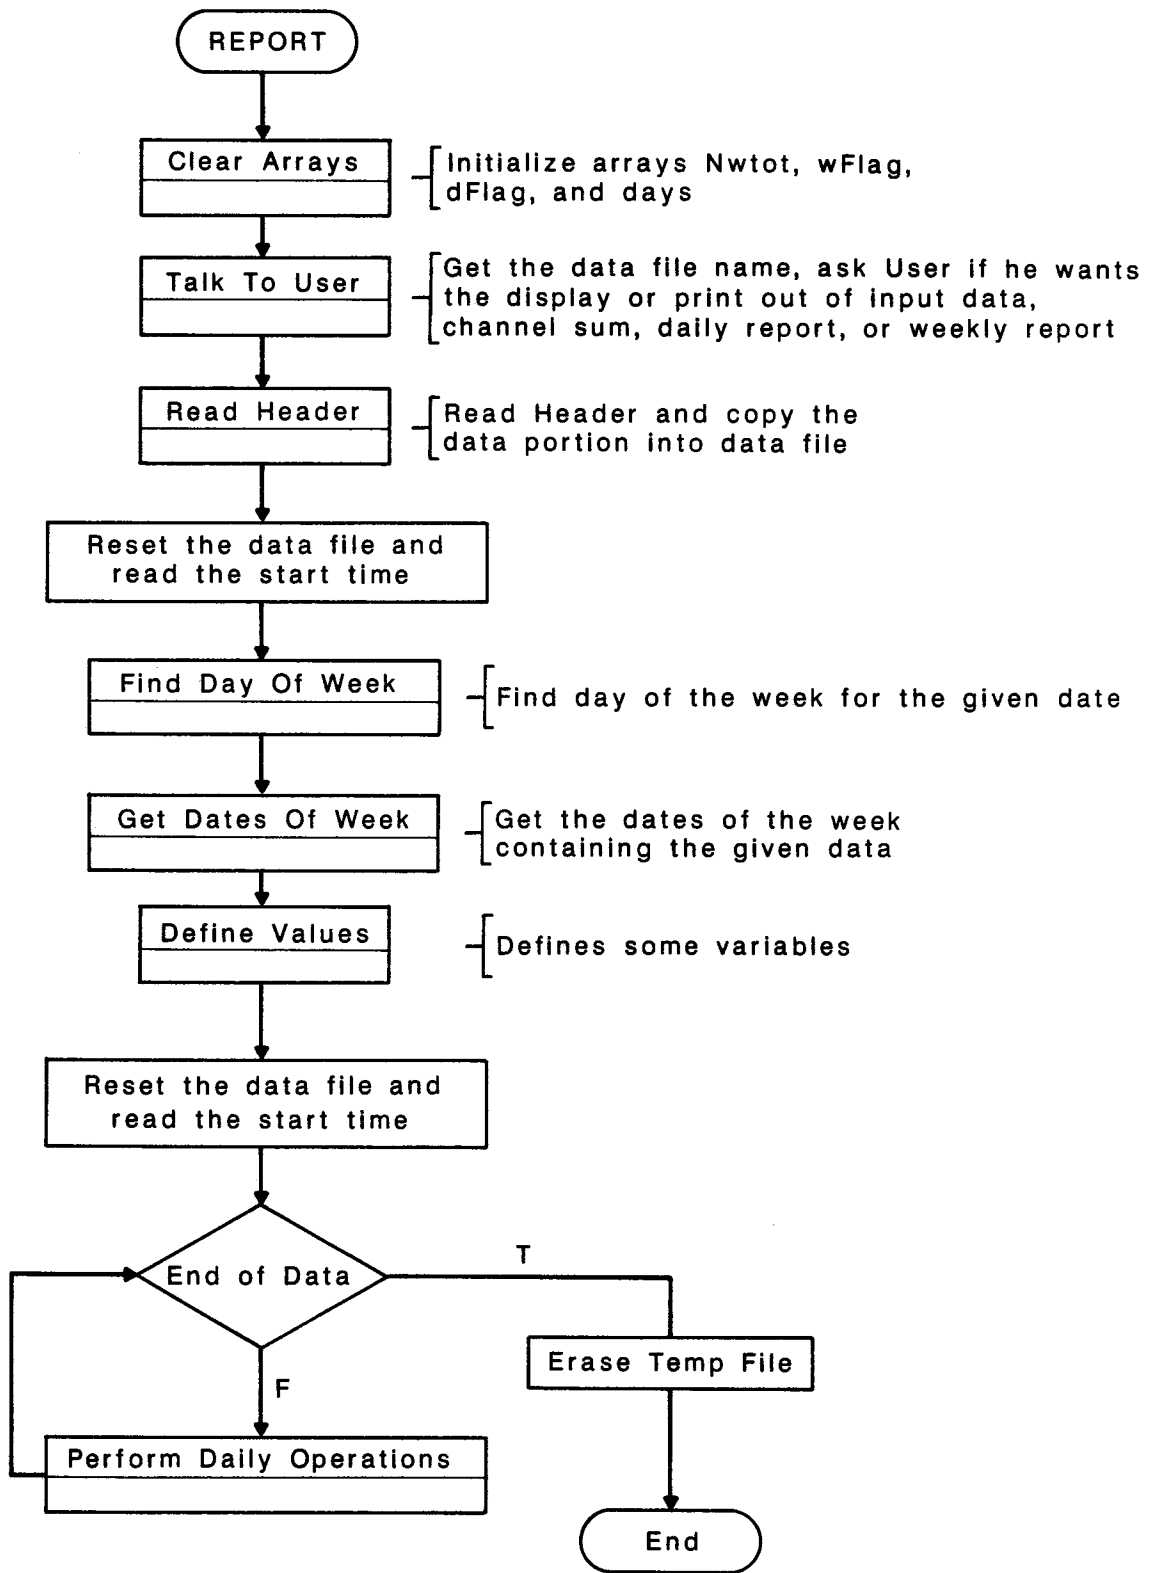 REPORT
Clear Arrays
Initialize arrays Nwtot, wFlag,
dFlag, and days
Talk To User
Get the data file name, ask User if he wants
the display or print out of input data,
channel sum, daily report, or weekly report
Read Header
Read Header and copy the
data portion into data file
Reset the data file and
read the start time
Find Day Of Week
Find day of the week for the given date
Get Dates Of Week
Get the dates of the week
containing the given data
Define Values
Defines some variables
Reset the data file and
read the start time
End of Data
T
F
Erase Temp File
Perform Daily Operations
End